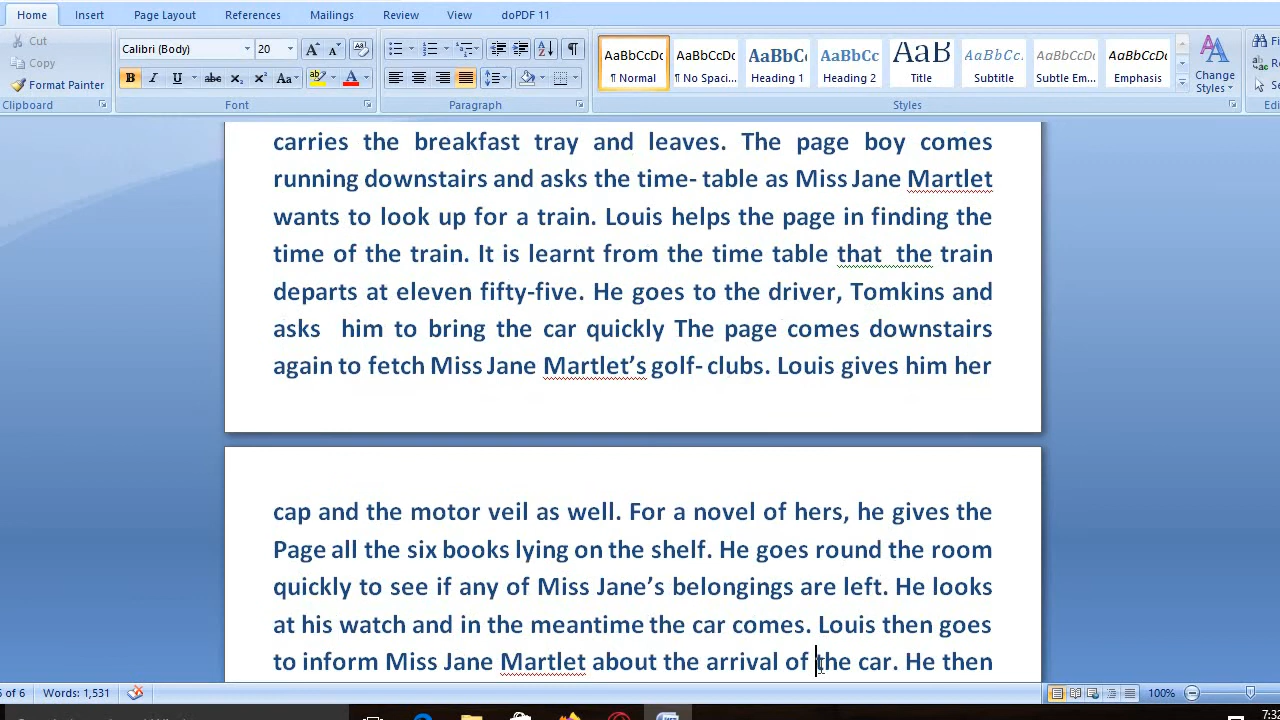 Home Insert Page Layout References Mailings Review View doPDF 11
Cut
Copy
Format Painter
Clipboard
Calibri (Body) 20
Font
Paragraph
AaBbCcDc AaBbCcDc AaBbC AaBbCc AaB AaBbCc. AaBbCcDc AaBbCcDc
¶ Normal ¶ No Spaci... Heading 1 Heading 2 Title Subtitle Subtle Em... Emphasis
Styles
Change
Styles
carries the breakfast tray and leaves. The page boy comes
running downstairs and asks the time- table as Miss Jane Martlet
wants to look up for a train. Louis helps the page in finding the
time of the train. It is learnt from the time table that the train
departs at eleven fifty-five. He goes to the driver, Tomkins and
asks him to bring the car quickly The page comes downstairs
again to fetch Miss Jane Martlet’s golf- clubs. Louis gives him her
cap and the motor veil as well. For a novel of hers, he gives the
Page all the six books lying on the shelf. He goes round the room
quickly to see if any of Miss Jane’s belongings are left. He looks
at his watch and in the meantime the car comes. Louis then goes
to inform Miss Jane Martlet about the arrival of the car. He then
of 6 Words: 1,531 100%